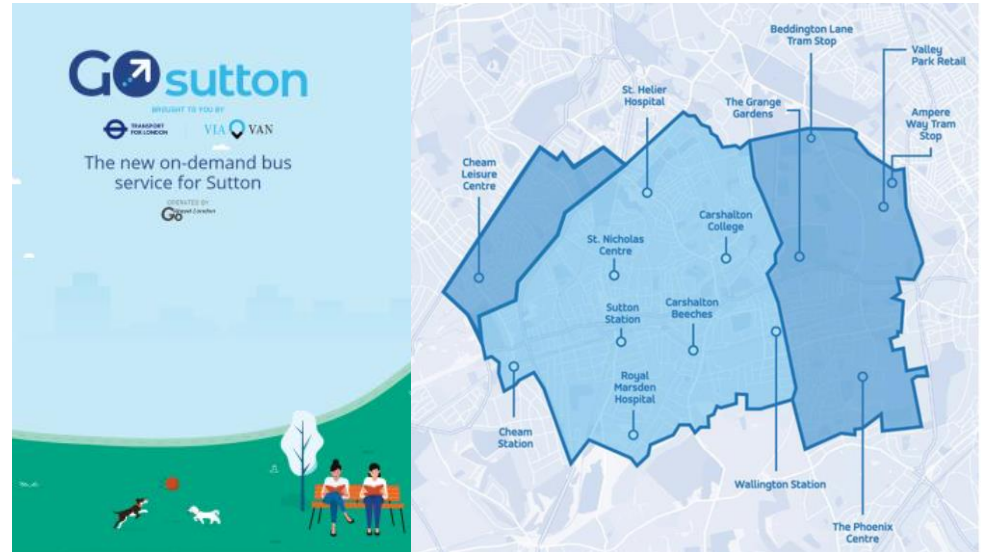 GO sutton
BROUGHT TO YOU BY
TRANSPORT
FOR LONDON
VIA VAN
The new on-demand bus
service for Sutton
OPERATED BY
Go
Beddington Lane
Tram Stop
Valley
Park Retail
St. Helier
Hospital
The Grange
Gardens
Ampere
Way Tram
Stop
Cheam
Leisure
Centre
Carshalton
College
St. Nicholas
Centre
Sutton
Station
Carshalton
Beeches
Royal
Marsden
Hospital
Cheam
Station
Wallington Station
The Phoenix
Centre